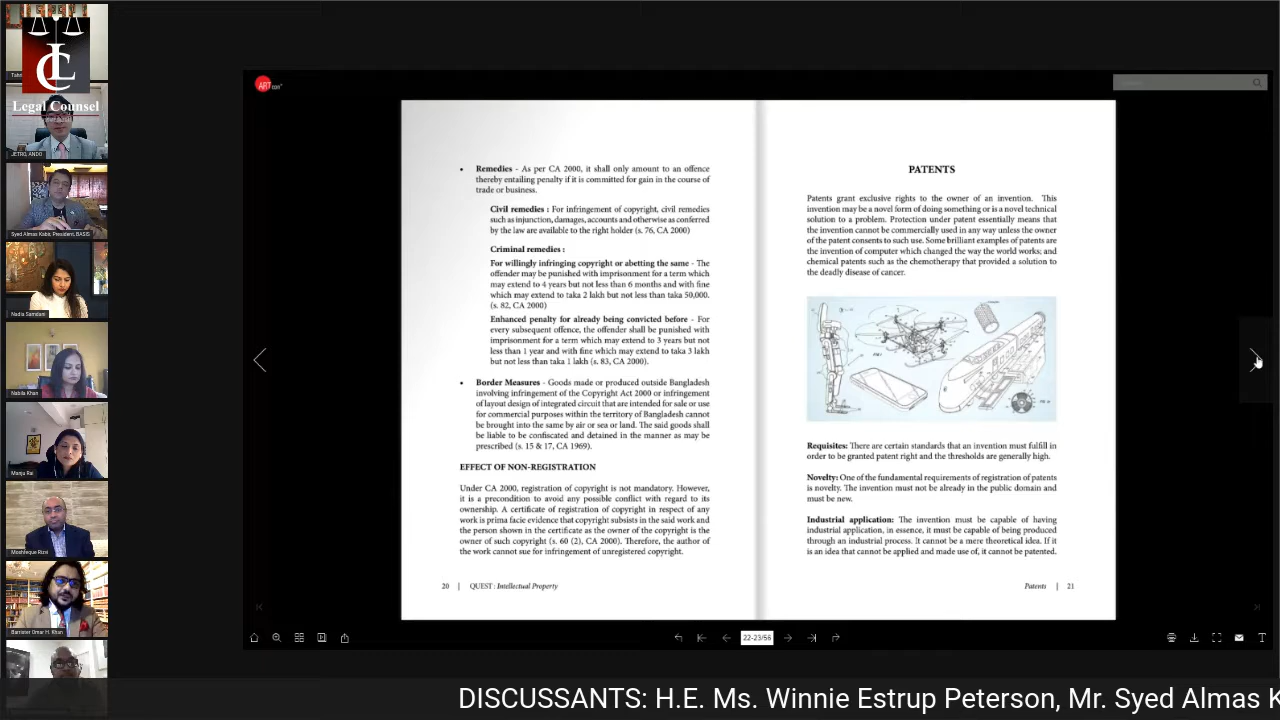 Legal Counsel
JETRO, ANDO
Syed Almas Kabir, President, BASIS
Nadia Samdani
Nabila Khan
Manju Rai
Moshfeque Rizvi
Barrister Omar H. Khan
ART
con
• Remedies - As per CA 2000, it shall only amount to an offence
thereby entailing penalty if it is committed for gain in the course of
trade or business.
Civil remedies : For infringement of copyright, civil remedies
such as injunction, damages, accounts and otherwise as conferred
by the law are available to the right holder (s. 76, CA 2000)
Criminal remedies :
For willingly infringing copyright or abetting the same - The
offender may be punished with imprisonment for a term which
may extend to 4 years but not less than 6 months and with fine
which may extend to taka 2 lakh but not less than taka 50,000.
(s. 82, CA 2000)
Enhanced penalty for already being convicted before - For
every subsequent offence, the offender shall be punished with
imprisonment for a term which may extend to 3 years but not
less than 1 year and with fine which may extend to taka 3 lakh
but not less than taka 1 lakh (s. 83, CA 2000).
• Border Measures - Goods made or produced outside Bangladesh
involving infringement of the Copyright Act 2000 or infringement
of layout design of integrated circuit that are intended for sale or use
for commercial purposes within the territory of Bangladesh cannot
be brought into the same by air or sea or land. The said goods shall
be liable to be confiscated and detained in the manner as may be
prescribed (s. 15 & 17, CA 1969).
EFFECT OF NON-REGISTRATION
Under CA 2000, registration of copyright is not mandatory. However,
it is a precondition to avoid any possible conflict with regard to its
ownership. A certificate of registration of copyright in respect of any
work is prima facie evidence that copyright subsists in the said work and
the person shown in the certificate as the owner of the copyright is the
owner of such copyright (s. 60 (2), CA 2000). Therefore, the author of
the work cannot sue for infringement of unregistered copyright.
20 | QUEST : Intellectual Property
PATENTS
Patents grant exclusive rights to the owner of an invention. This
invention may be a novel form of doing something or is a novel technical
solution to a problem. Protection under patent essentially means that
the invention cannot be commercially used in any way unless the owner
of the patent consents to such use. Some brilliant examples of patents are
the invention of computer which changed the way the world works; and
chemical patents such as the chemotherapy that provided a solution to
the deadly disease of cancer.
Requisites: There are certain standards that an invention must fulfill in
order to be granted patent right and the thresholds are generally high.
Novelty: One of the fundamental requirements of registration of patents
is novelty. The invention must not be already in the public domain and
must be new.
Industrial application: The invention must be capable of having
industrial application, in essence, it must be capable of being produced
through an industrial process. It cannot be a mere theoretical idea. If it
is an idea that cannot be applied and made use of, it cannot be patented.
Patents | 21
22-23/56
DISCUSSANTS: H.E. Ms. Winnie Estrup Peterson, Mr. Syed Almas K